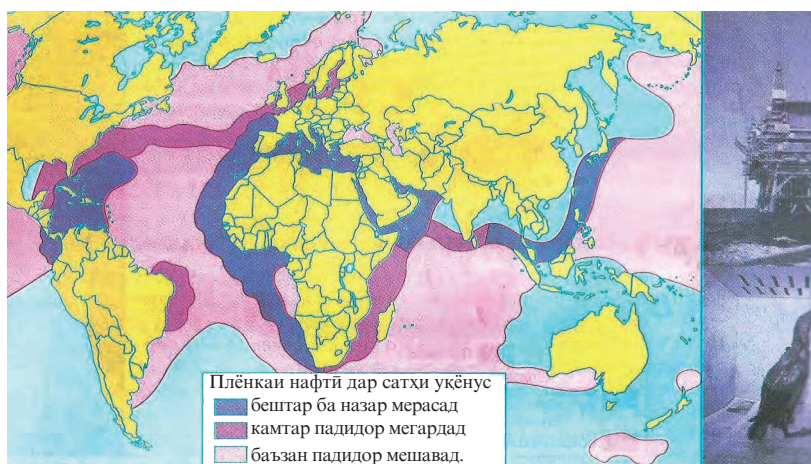 Плёнкаи нафтӣ дар сатҳи уқёнус
бештар ба назар мерасад
камтар падидор мегардад
баъзан падидор мешавад.